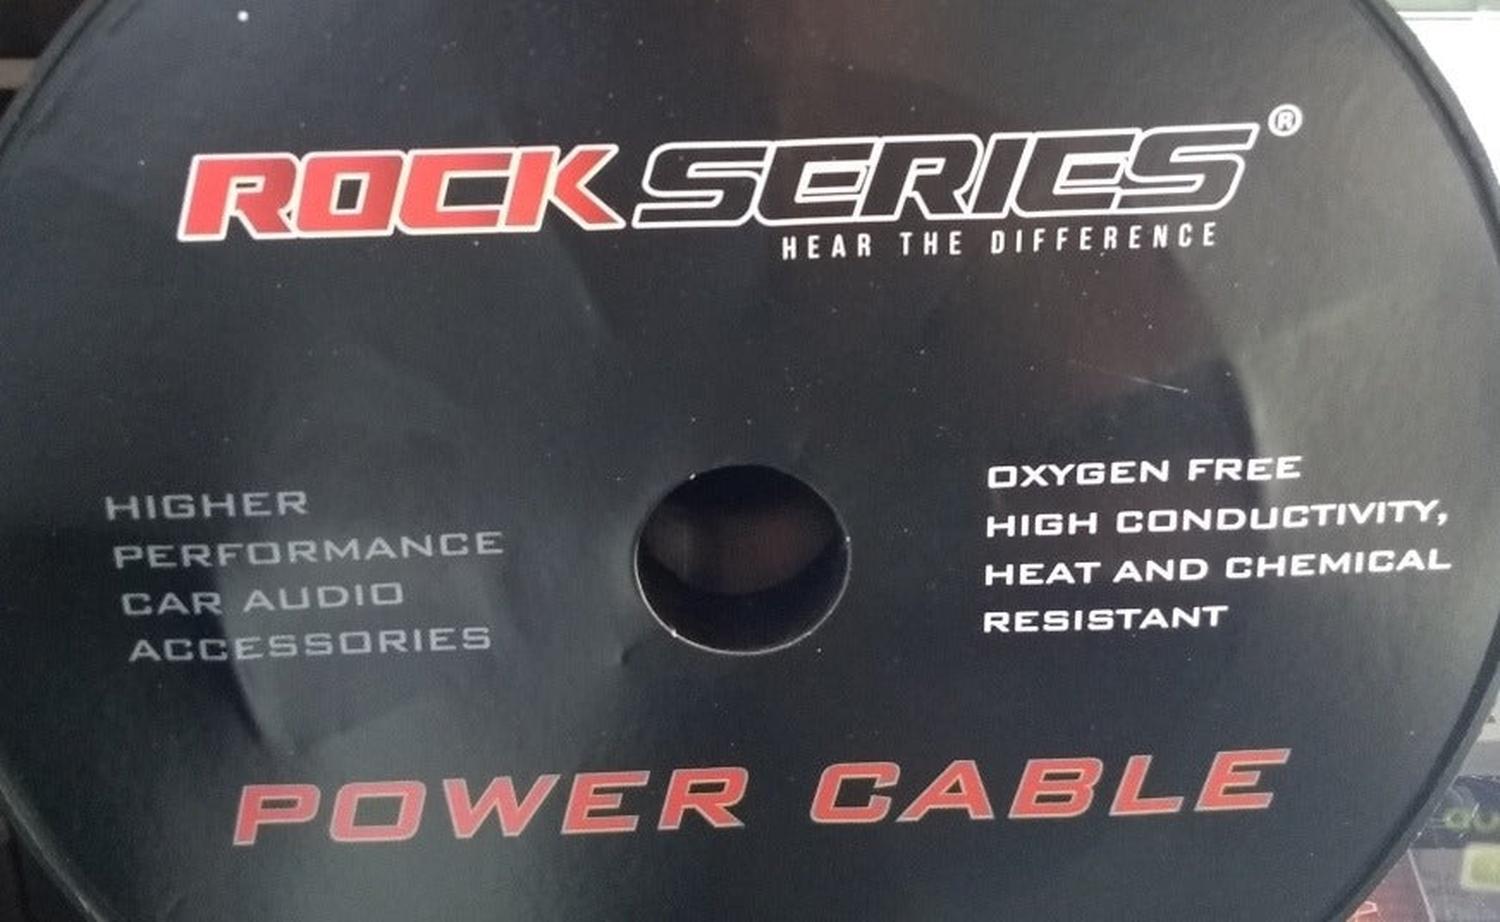 ROCK SERIES®
HEAR THE DIFFERENCE
HIGHER
PERFORMANCE
CAR AUDIO
ACCESSORIES
OXYGEN FREE
HIGH CONDUCTIVITY,
HEAT AND CHEMICAL
RESISTANT
POWER CABLE